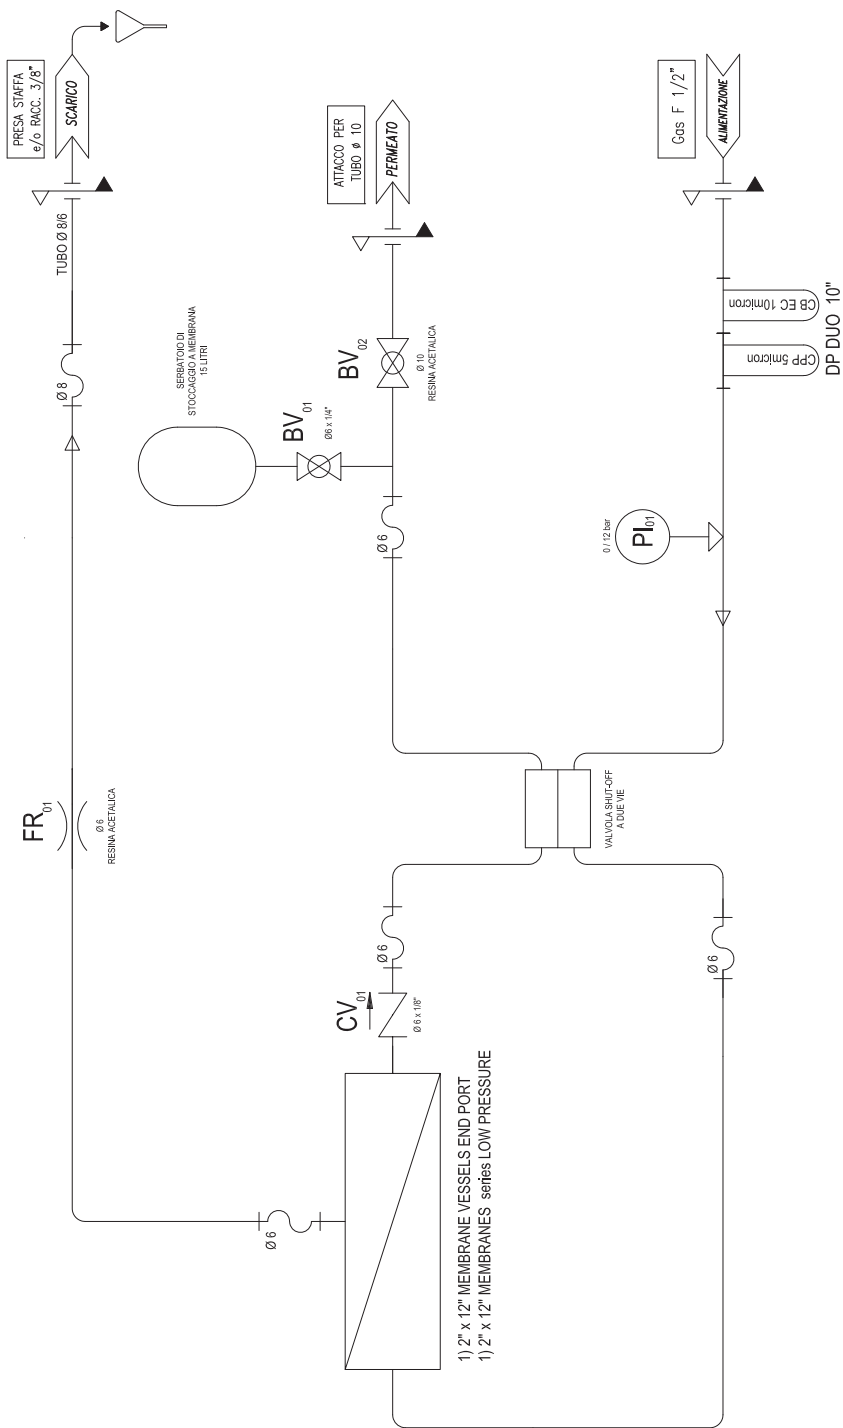 PRESA STAFFA
e/o RACC. 3/8"
SCARICO
TUBO Ø 8/6
Ø 8
FR01
Ø 6
RESINA ACETALICA
Ø 6
ATTACCO PER
TUBO ø 10
PERMEATO
SERBATOIO DI
STOCCAGGIO A MEMBRANA
15 LITRI
BV01
Ø6 x 1/4"
BV02
Ø 10
RESINA ACETALICA
Ø 6
Ø 6
CV01
Ø 6 x 1/8"
1) 2" x 12" MEMBRANE VESSELS END PORT
1) 2" x 12" MEMBRANES series LOW PRESSURE
Gas F 1/2"
ALIMENTAZIONE
CB EC 10micron
CPP 5micron
DP DUO 10"
0 / 12 bar
PI01
VALVOLA SHUT-OFF
A DUE VIE
Ø 6